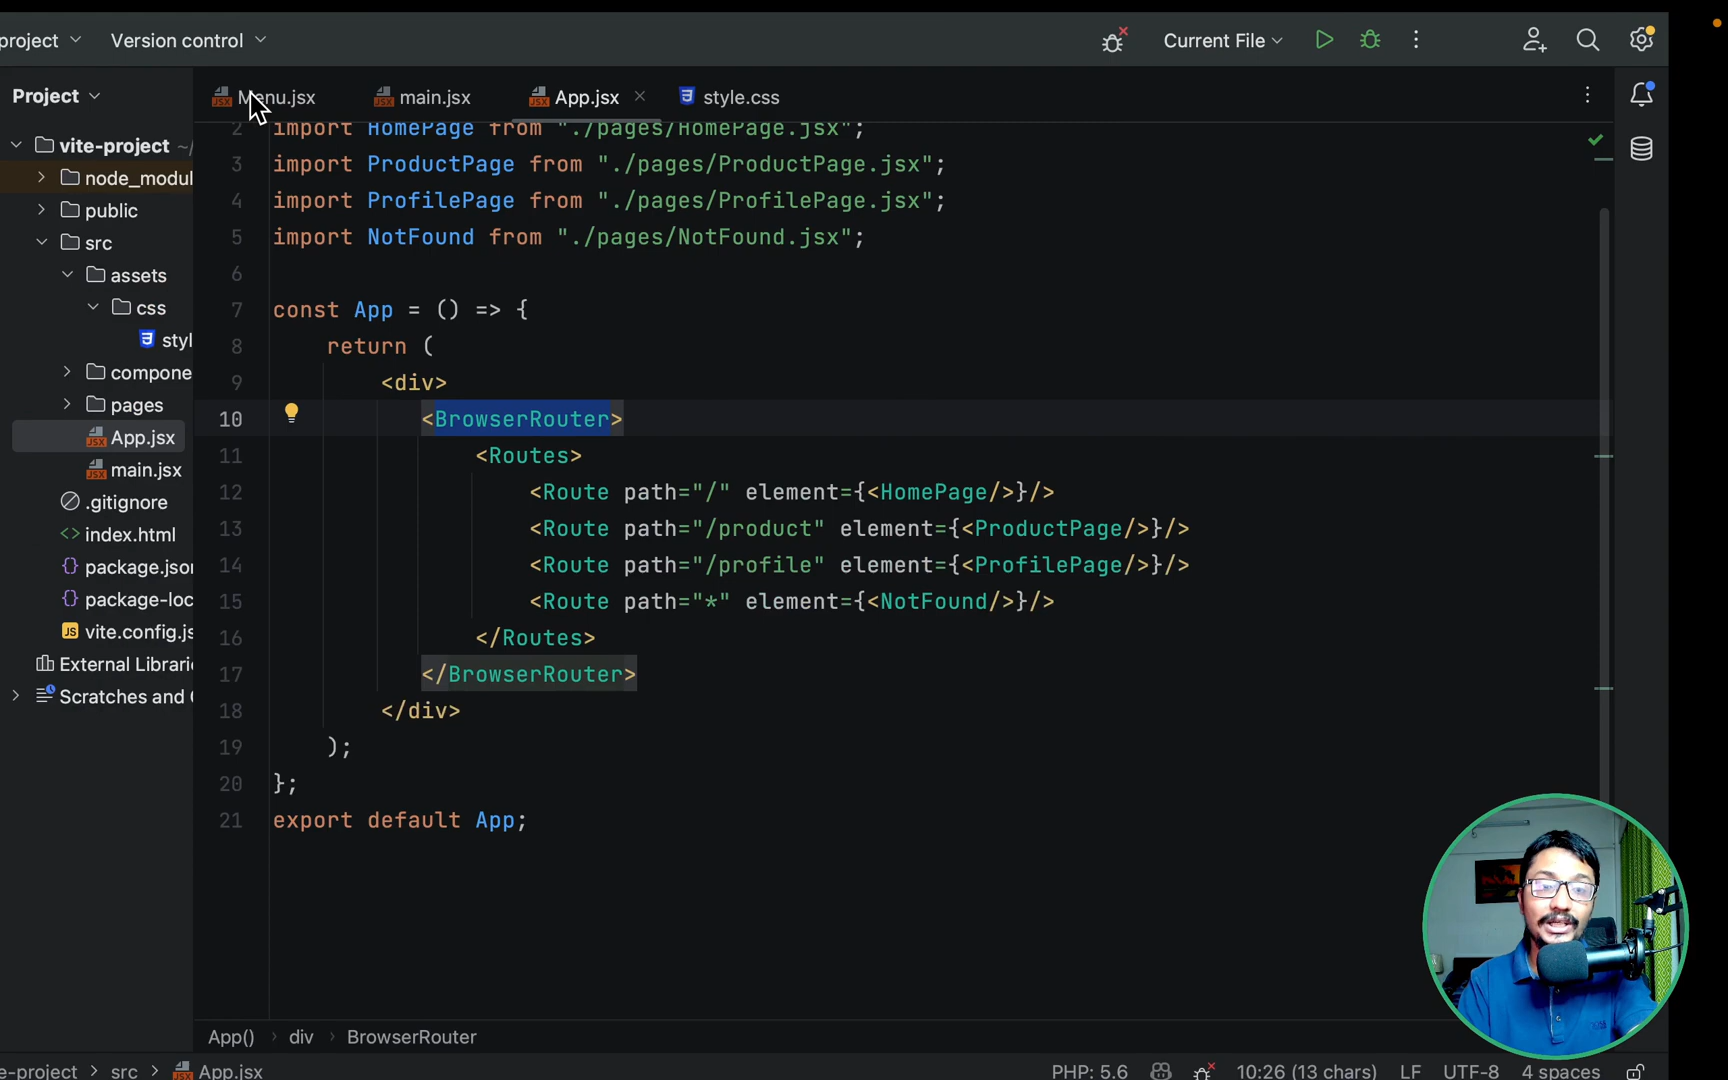 project Version control Current File
Project Menu.jsx main.jsx App.jsx style.css
vite-project ~/
node_modul
public
src
assets
css
styl
compone
pages
App.jsx
main.jsx
.gitignore
index.html
package.json
package-loc
vite.config.js
External Librarie
Scratches and C
2 import HomePage from "./pages/HomePage.jsx";
3 import ProductPage from "./pages/ProductPage.jsx";
4 import ProfilePage from "./pages/ProfilePage.jsx";
5 import NotFound from "./pages/NotFound.jsx";
6
7 const App = () => {
8 return (
9 <div>
10 <BrowserRouter>
11 <Routes>
12 <Route path="/" element={<HomePage/>}/>
13 <Route path="/product" element={<ProductPage/>}/>
14 <Route path="/profile" element={<ProfilePage/>}/>
15 <Route path="*" element={<NotFound/>}/>
16 </Routes>
17 </BrowserRouter>
18 </div>
19 );
20 };
21 export default App;
App() > div > BrowserRouter
e-project > src > App.jsx PHP: 5.6 10:26 (13 chars) LF UTF-8 4 spaces